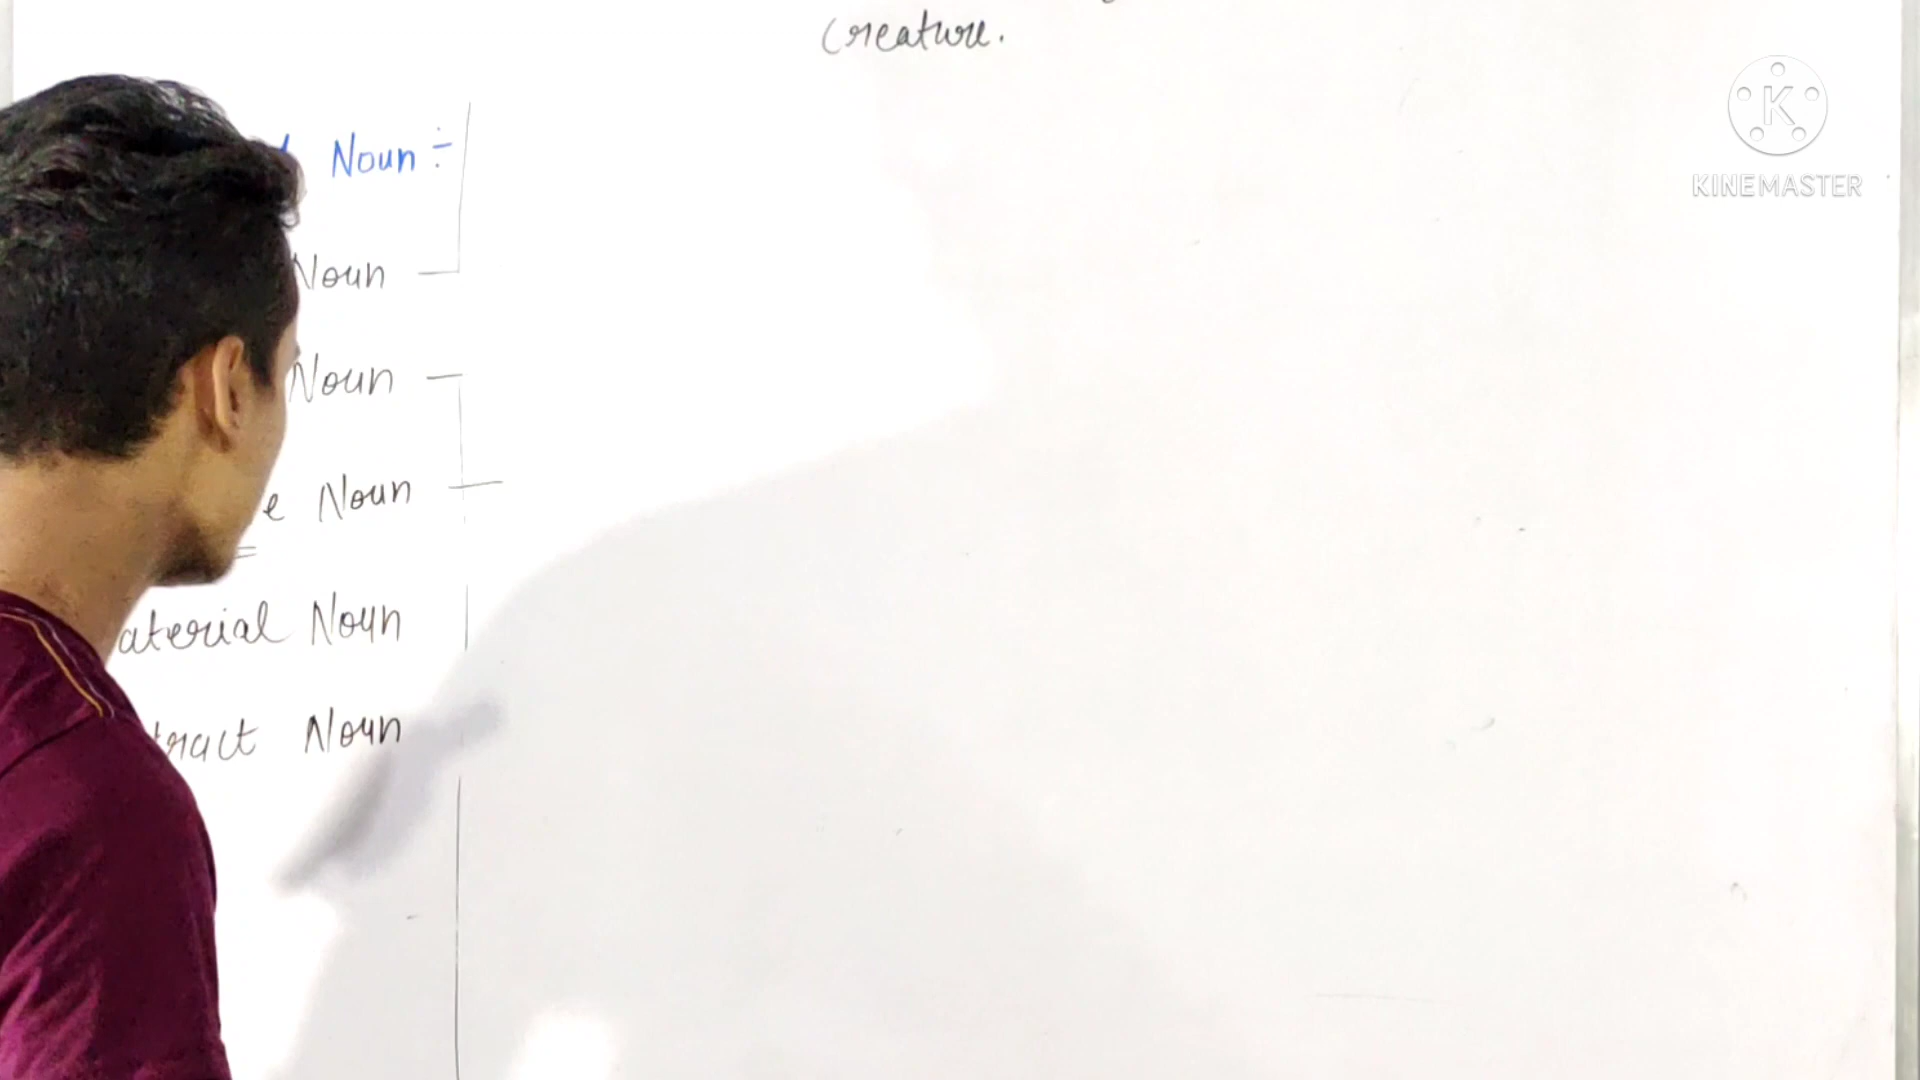 creature.
Noun ÷
Noun
Noun
e Noun
aterial Noun
tract Noun
KINEMASTER